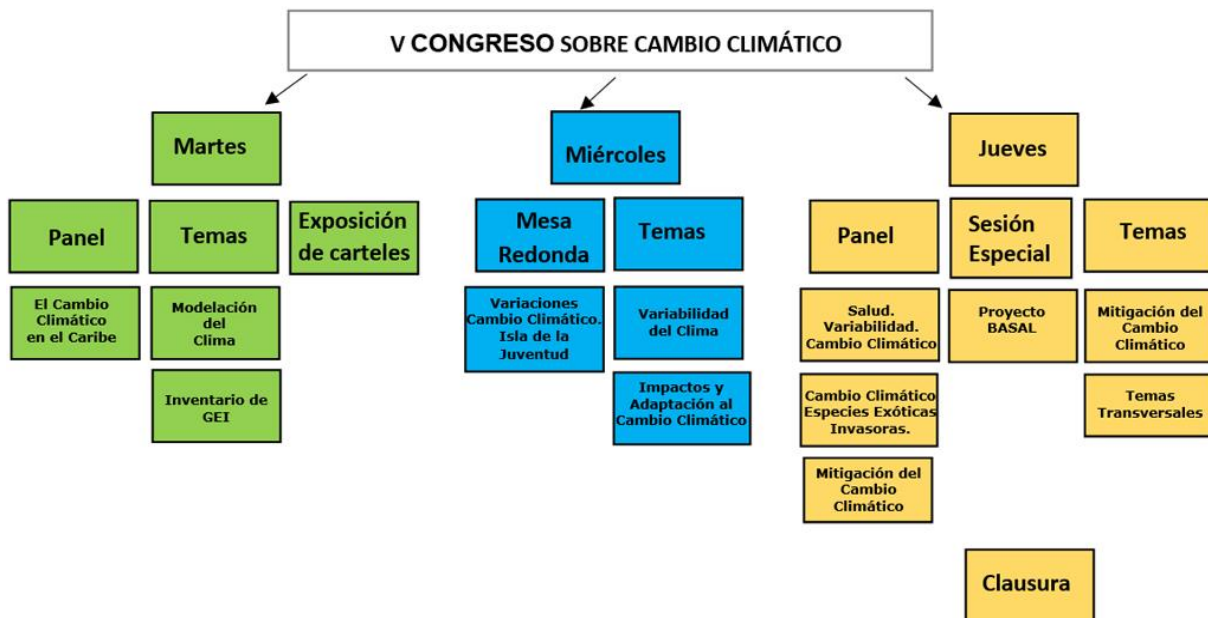 V CONGRESO SOBRE CAMBIO CLIMÁTICO
Martes
Panel
El Cambio
Climático
en el Caribe
Temas
Modelación
del
Clima
Inventario de
GEI
Exposición
de carteles
Miércoles
Mesa
Redonda
Variaciones
Cambio Climático.
Isla de la
Juventud
Temas
Variabilidad
del Clima
Impactos y
Adaptación al
Cambio Climático
Jueves
Panel
Salud.
Variabilidad.
Cambio Climático
Cambio Climático
Especies Exóticas
Invasoras.
Mitigación del
Cambio
Climático
Sesión
Especial
Proyecto
BASAL
Temas
Mitigación del
Cambio
Climático
Temas
Transversales
Clausura